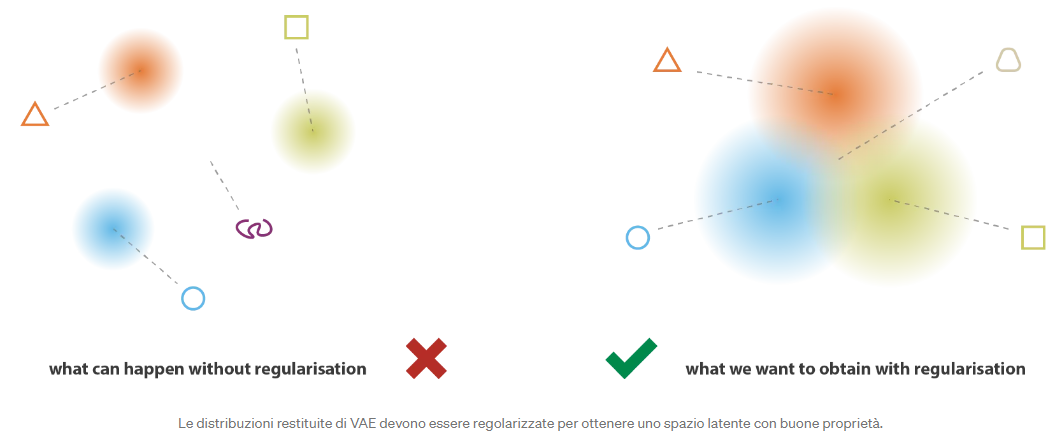 what can happen without regularisation
what we want to obtain with regularisation
Le distribuzioni restituite di VAE devono essere regolarizzate per ottenere uno spazio latente con buone proprietà.